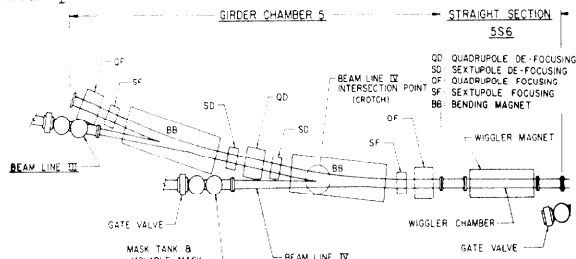 GIRDER CHAMBER 5
STRAIGHT SECTION
5S6
QD QUADRUPOLE DE-FOCUSING
SD SEXTUPOLE DE-FOCUSING
QF QUADRUPOLE FOCUSING
SF SEXTUPOLE FOCUSING
BB BENDING MAGNET
QF
SF
BB
SD
QD
SD
BEAM LINE IV
INTERSECTION POINT
(CROTCH)
QF
SF
BB
WIGGLER MAGNET
BEAM LINE III
GATE VALVE
WIGGLER CHAMBER
GATE VALVE
MASK TANK &
BEAM LINE IV